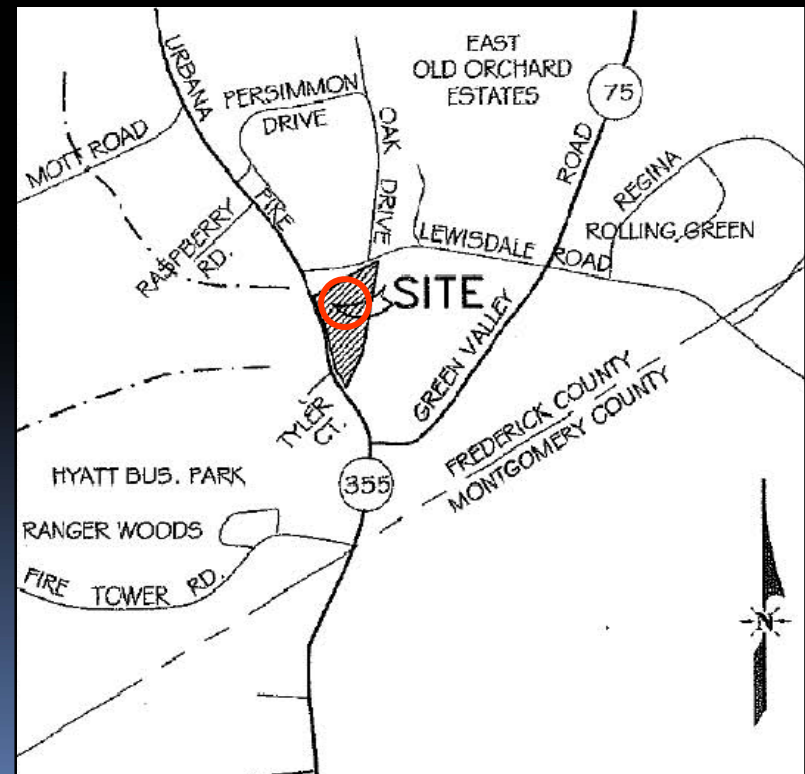 URBANA
PIKE
PERSIMMON
DRIVE
EAST
OLD ORCHARD
ESTATES
75
MOTT ROAD
OAK
DRIVE
ROAD
REGINA
ROLLING GREEN
RASPBERRY
RD.
LEWISDALE
ROAD
SITE
GREEN VALLEY
TYLER
CT.
FREDERICK COUNTY
MONTGOMERY COUNTY
HYATT BUS. PARK
355
RANGER WOODS
FIRE TOWER RD.
N